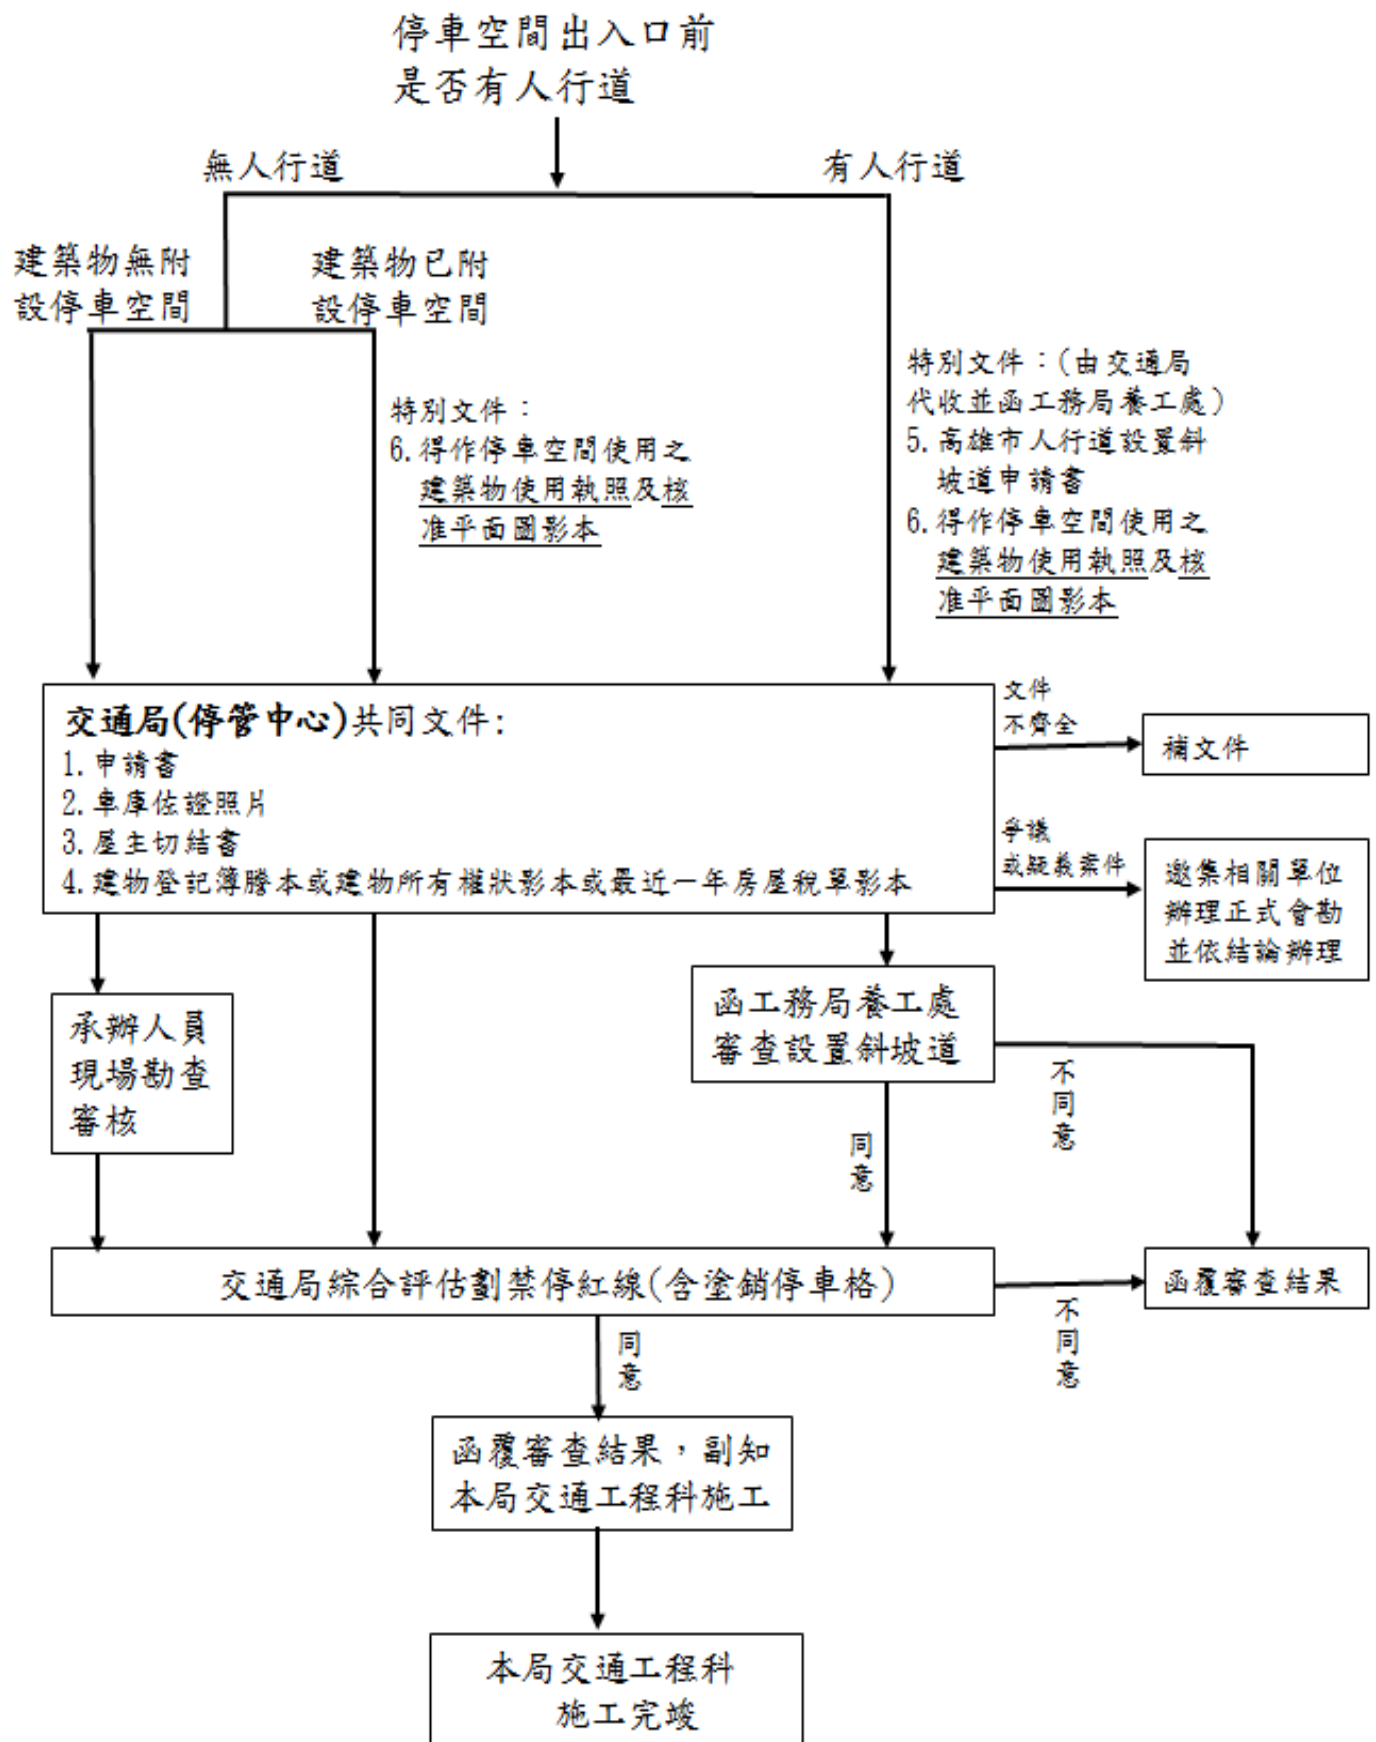 停車空間出入口前
是否有人行道
無人行道
有人行道
建築物無附
設停車空間
建築物已附
設停車空間
特別文件：
6.得作停車空間使用之
建築物使用執照及核
准平面圖影本
特別文件：(由交通局
代收並函工務局養工處)
5.高雄市人行道設置斜
坡道申請書
6.得作停車空間使用之
建築物使用執照及核
准平面圖影本
交通局(停管中心)共同文件:
1.申請書
2.車庫佐證照片
3.屋主切結書
4.建物登記簿謄本或建物所有權狀影本或最近一年房屋稅單影本
文件
不齊全
補文件
爭議
或疑義案件
邀集相關單位
辦理正式會勘
並依結論辦理
承辦人員
現場勘查
審核
函工務局養工處
審查設置斜坡道
不同意
同意
交通局綜合評估劃禁停紅線(含塗銷停車格)
不同意
函覆審查結果
同意
函覆審查結果，副知
本局交通工程科施工
本局交通工程科
施工完竣